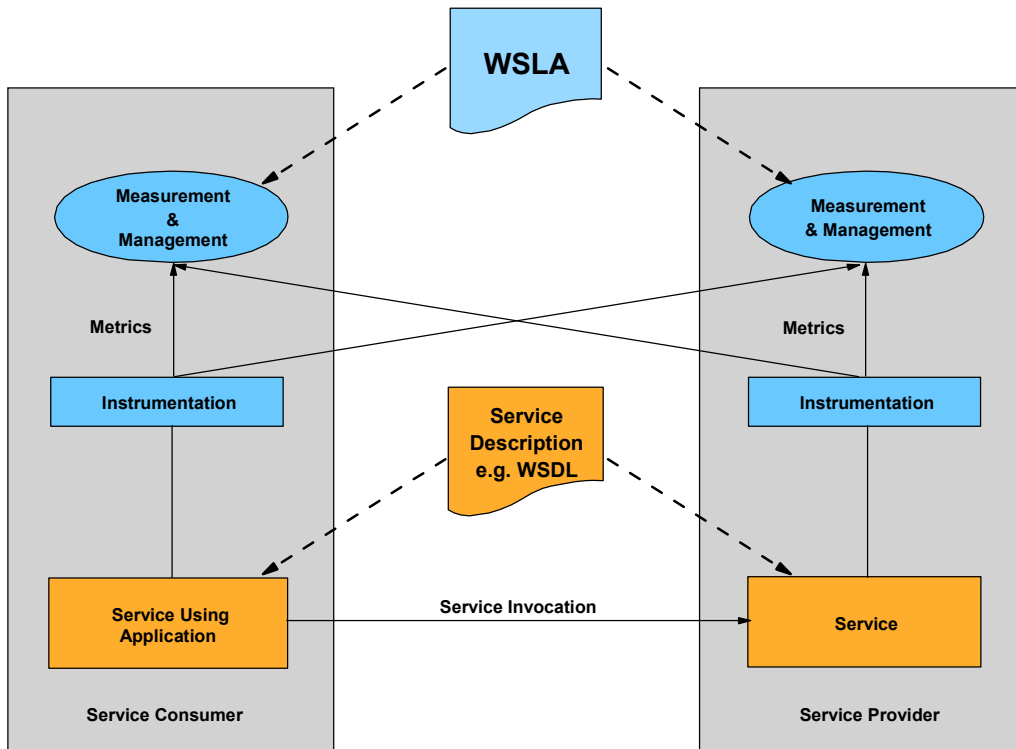 WSLA
Measurement
&
Management
Measurement
& Management
Metrics
Metrics
Instrumentation
Instrumentation
Service
Description
e.g. WSDL
Service Using
Application
Service Invocation
Service
Service Consumer
Service Provider